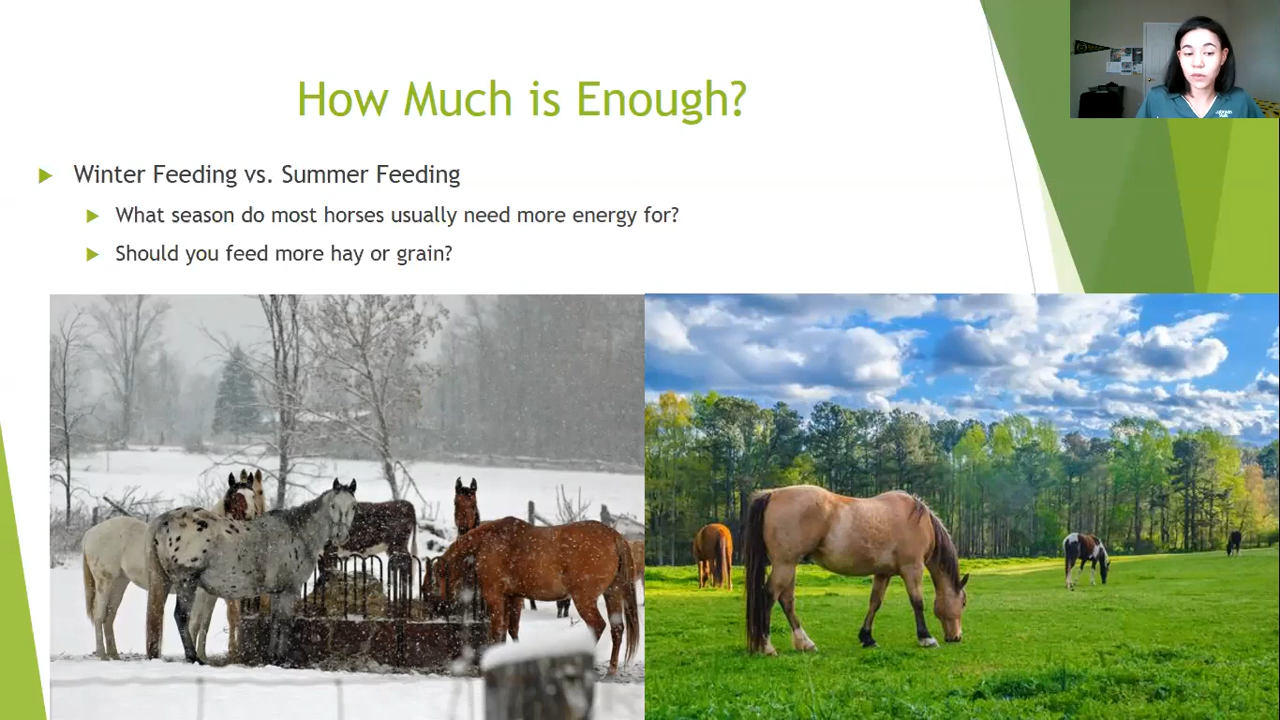 How Much is Enough?
Winter Feeding vs. Summer Feeding
What season do most horses usually need more energy for?
Should you feed more hay or grain?